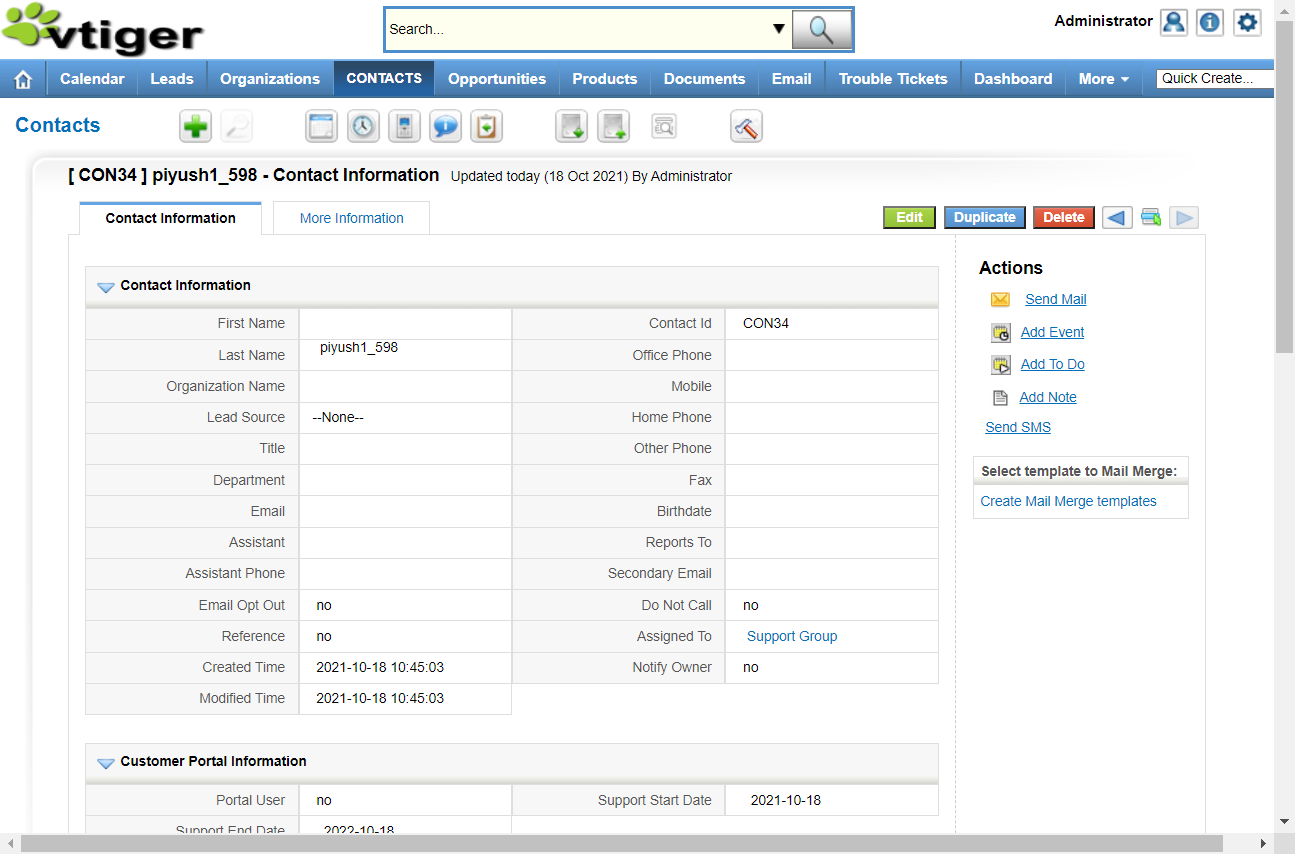 vtiger
Search...
Administrator
Calendar Leads Organizations CONTACTS Opportunities Products Documents Email Trouble Tickets Dashboard More Quick Create...
Contacts
[ CON34 ] piyush1_598 - Contact Information Updated today (18 Oct 2021) By Administrator
Contact Information More Information Edit Duplicate Delete
Contact Information
First Name Contact Id CON34
Last Name piyush1_598 Office Phone
Organization Name Mobile
Lead Source --None-- Home Phone
Title Other Phone
Department Fax
Email Birthdate
Assistant Reports To
Assistant Phone Secondary Email
Email Opt Out no Do Not Call no
Reference no Assigned To Support Group
Created Time 2021-10-18 10:45:03 Notify Owner no
Modified Time 2021-10-18 10:45:03
Customer Portal Information
Portal User no Support Start Date 2021-10-18
Support End Date 2022-10-18
Actions
Send Mail
Add Event
Add To Do
Add Note
Send SMS
Select template to Mail Merge:
Create Mail Merge templates